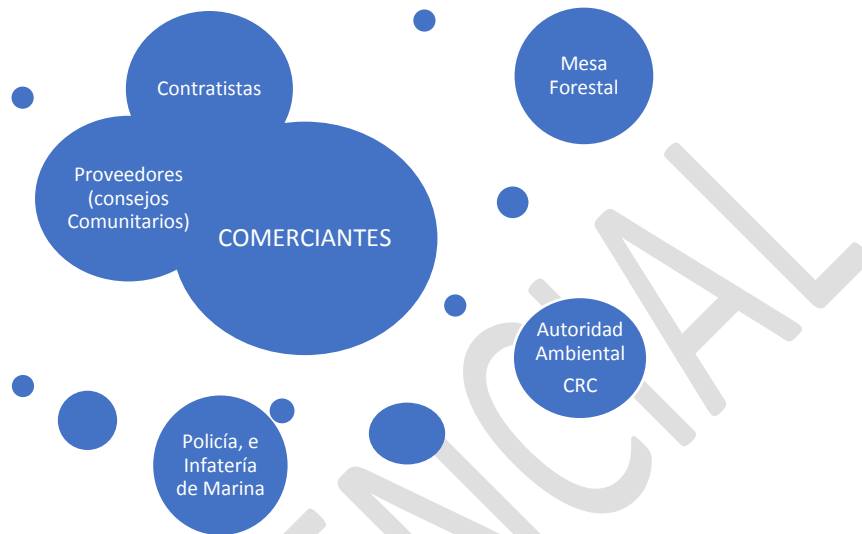 Contratistas
Mesa
Forestal
Proveedores
(consejos
Comunitarios)
COMERCIANTES
Autoridad
Ambiental
CRC
Policía, e
Infatería
de Marina